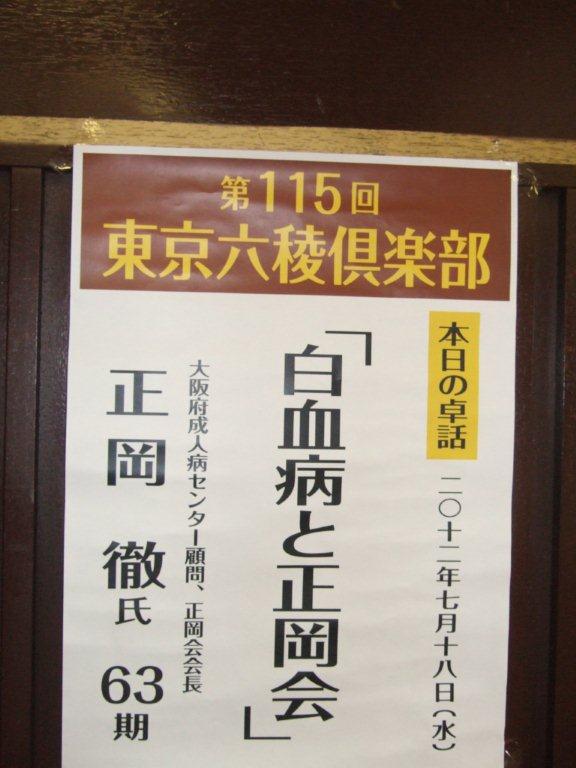 第115回
東京六稜倶楽部
本日の卓話
二〇十二年七月十八日（水）
「白血病と正岡会」
大阪府成人病センター顧問、正岡会会長
正岡 徹氏 63期